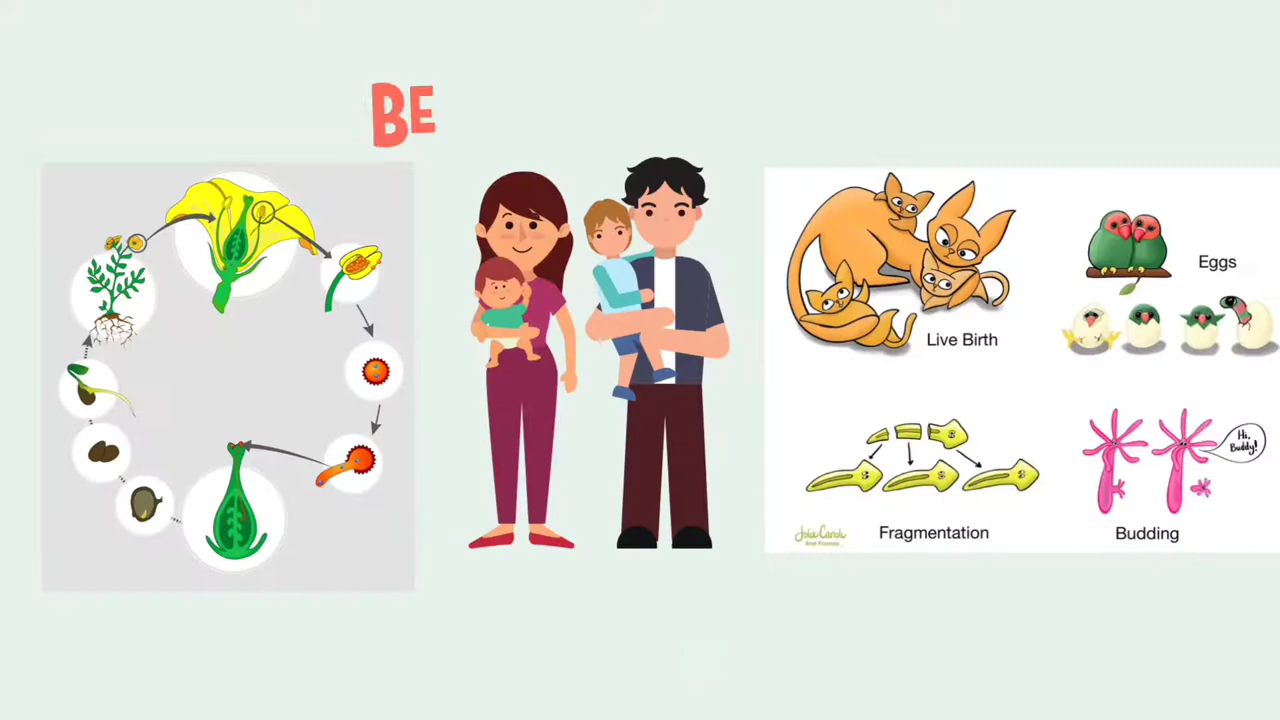 BE
Eggs
Live Birth
Hi,
Buddy!
Fragmentation
Budding